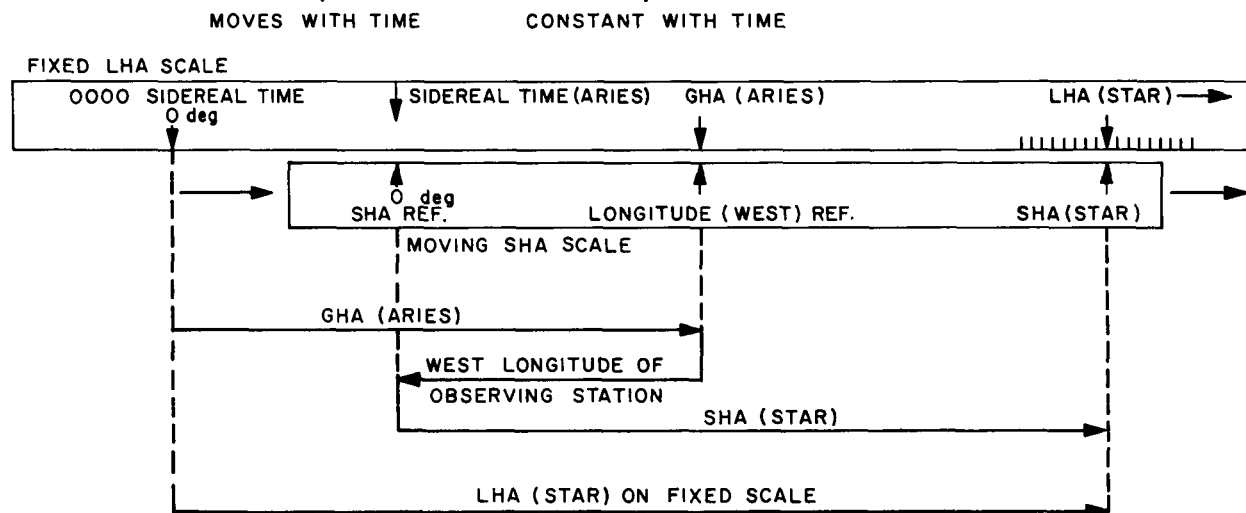 MOVES WITH TIME CONSTANT WITH TIME
FIXED LHA SCALE
0000 SIDEREAL TIME SIDEREAL TIME (ARIES) GHA (ARIES) LHA (STAR)
0 deg
0 deg
SHA REF. LONGITUDE (WEST) REF. SHA (STAR)
MOVING SHA SCALE
GHA (ARIES)
WEST LONGITUDE OF
OBSERVING STATION
SHA (STAR)
LHA (STAR) ON FIXED SCALE